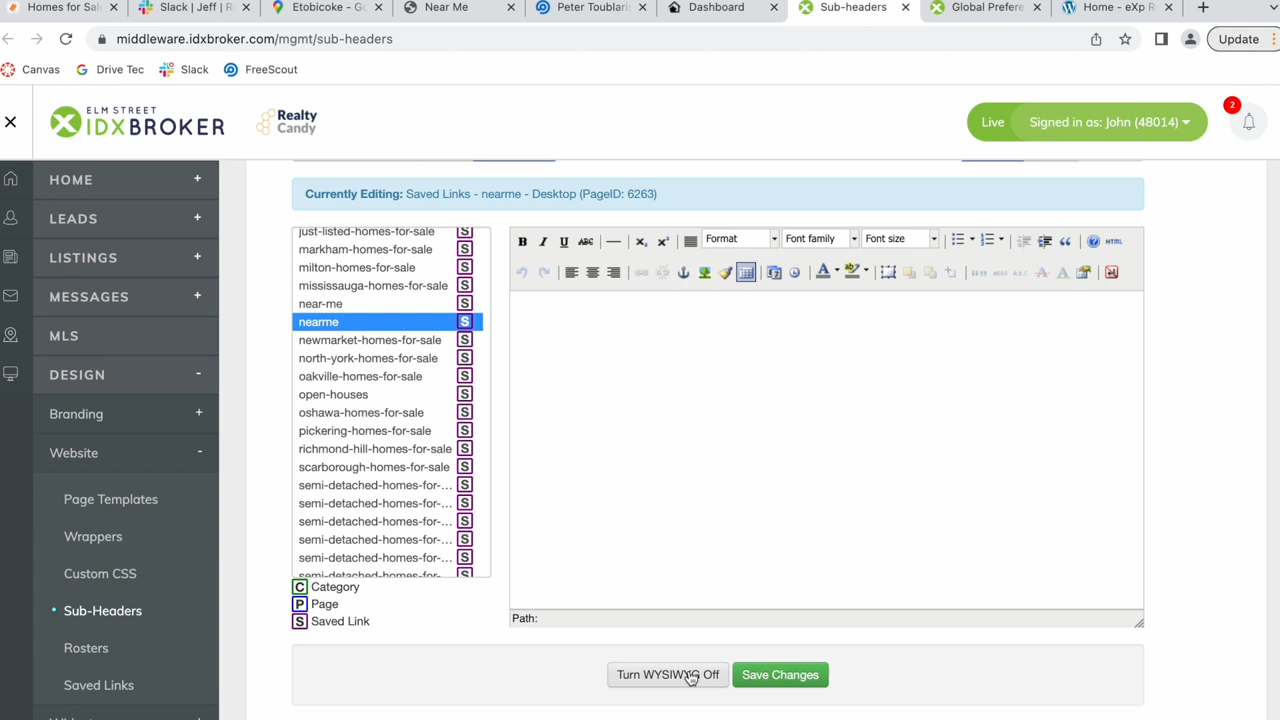 Homes for Sal
Slack | Jeff | R
Etobicoke - Go
Near Me
Peter Toublari
Dashboard
Sub-headers
Global Prefere
Home - eXp R
middleware.idxbroker.com/mgmt/sub-headers
Update
Canvas
Drive Tec
Slack
FreeScout
ELM STREET
IDXBROKER
Realty
Candy
Live
Signed in as: John (48014)
2
HOME +
LEADS +
LISTINGS +
MESSAGES +
MLS
DESIGN -
Branding +
Website -
Page Templates
Wrappers
Custom CSS
Sub-Headers
Rosters
Saved Links
Currently Editing: Saved Links - nearme - Desktop (PageID: 6263)
just-listed-homes-for-sale S
markham-homes-for-sale S
milton-homes-for-sale S
mississauga-homes-for-sale S
near-me S
nearme S
newmarket-homes-for-sale S
north-york-homes-for-sale S
oakville-homes-for-sale S
open-houses S
oshawa-homes-for-sale S
pickering-homes-for-sale S
richmond-hill-homes-for-sale S
scarborough-homes-for-sale S
semi-detached-homes-for-... S
semi-detached-homes-for-... S
semi-detached-homes-for-... S
semi-detached-homes-for-... S
semi-detached-homes-for-... S
semi-detached-homes-for- S
C Category
P Page
S Saved Link
B I U ABC
Format
Font family
Font size
HTML
Path:
Turn WYSIWYG Off
Save Changes